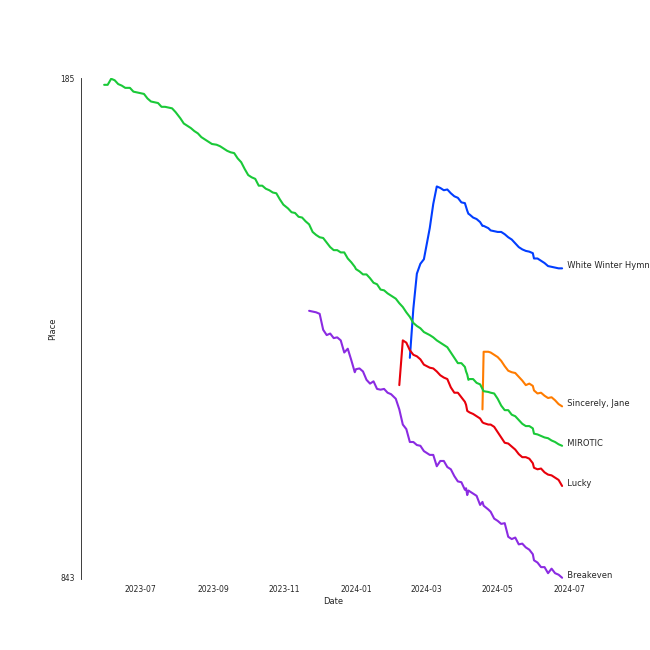 185
White Winter Hymn
Place
Sincerely, Jane
MIROTIC
Lucky
Breakeven
843
2023-07 2023-09 2023-11 2024-01 2024-03 2024-05 2024-07
Date